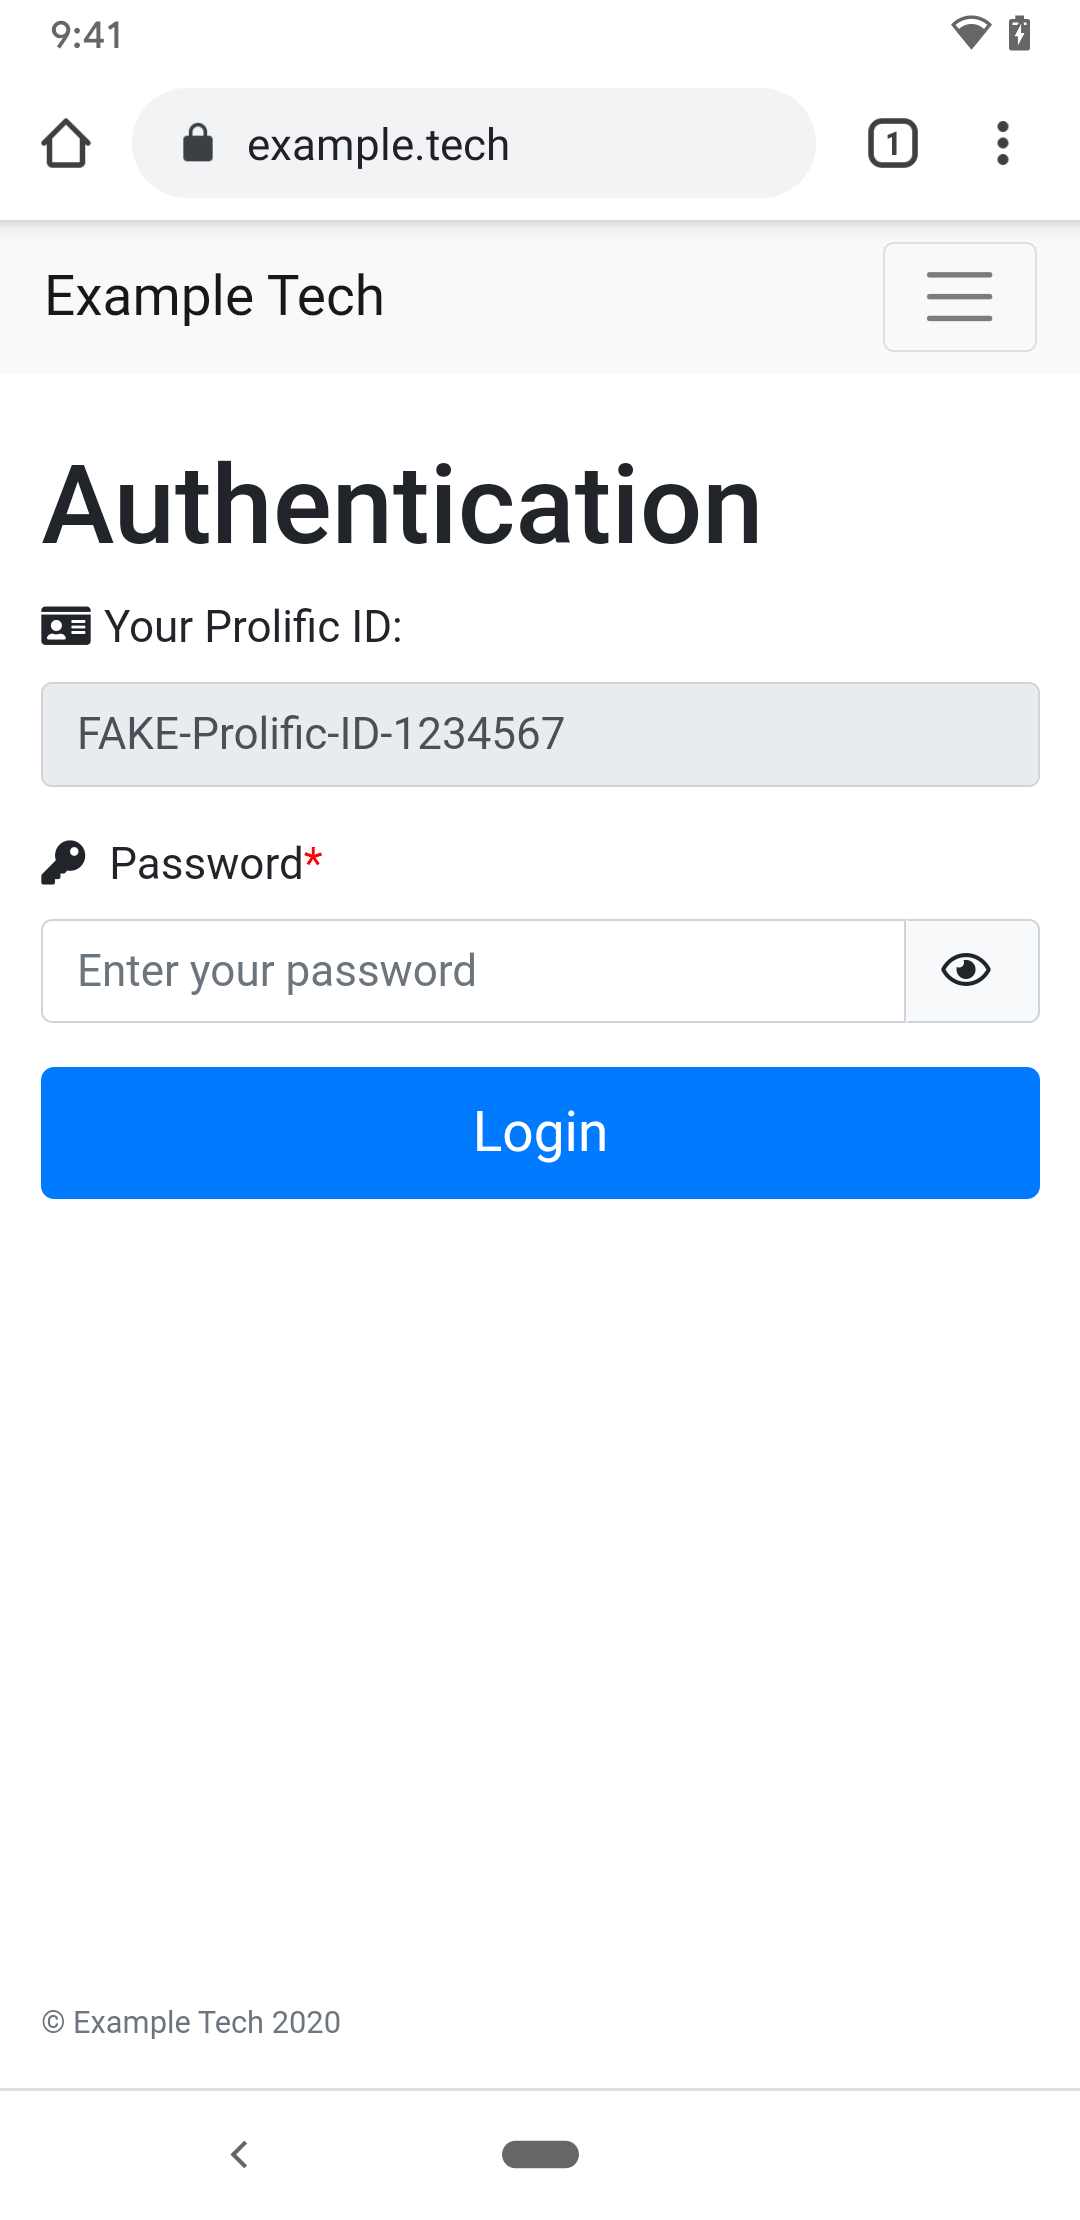 9:41
example.tech
1
Example Tech
Authentication
Your Prolific ID:
FAKE-Prolific-ID-1234567
Password*
Enter your password
Login
© Example Tech 2020